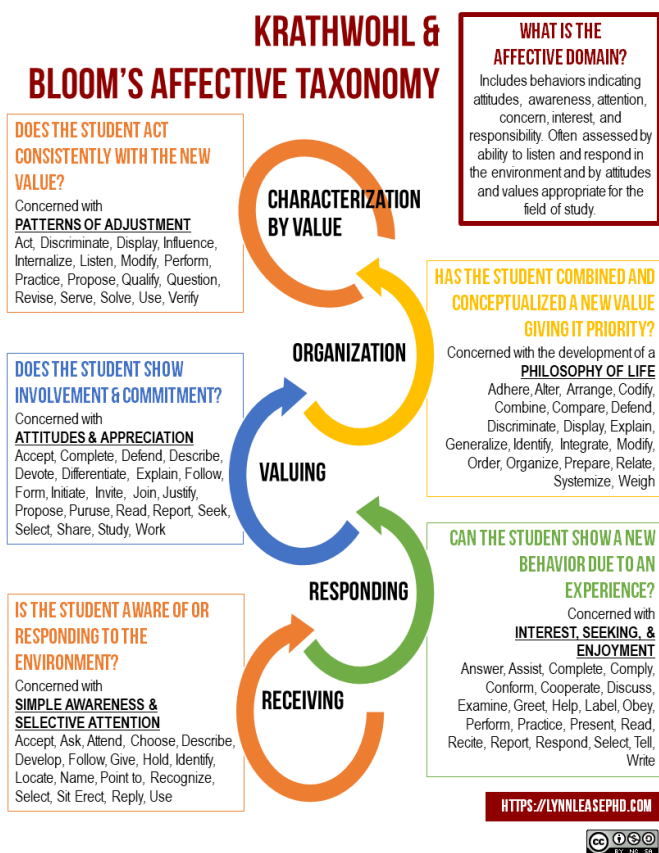 KRATHWOHL &
BLOOM'S AFFECTIVE TAXONOMY
WHAT IS THE
AFFECTIVE DOMAIN?
Includes behaviors indicating
attitudes, awareness, attention,
concern, interest, and
responsibility. Often assessed by
ability to listen and respond in
the environment and by attitudes
and values appropriate for the
field of study.
DOES THE STUDENT ACT
CONSISTENTLY WITH THE NEW
VALUE?
Concerned with
PATTERNS OF ADJUSTMENT
Act, Discriminate, Display, Influence,
Internalize, Listen, Modify, Perform,
Practice, Propose, Qualify, Question,
Revise, Serve, Solve, Use, Verify
CHARACTERIZATION
BY VALUE
HAS THE STUDENT COMBINED AND
CONCEPTUALIZED A NEW VALUE
GIVING IT PRIORITY?
Concerned with the development of a
PHILOSOPHY OF LIFE
Adhere, Alter, Arrange, Codify,
Combine, Compare, Defend,
Discriminate, Display, Explain,
Generalize, Identify, Integrate, Modify,
Order, Organize, Prepare, Relate,
Systemize, Weigh
ORGANIZATION
DOES THE STUDENT SHOW
INVOLVEMENT & COMMITMENT?
Concerned with
ATTITUDES & APPRECIATION
Accept, Complete, Defend, Describe,
Devote, Differentiate, Explain, Follow,
Form, Initiate, Invite, Join, Justify,
Propose, Puruse, Read, Report, Seek,
Select, Share, Study, Work
VALUING
CAN THE STUDENT SHOW A NEW
BEHAVIOR DUE TO AN
EXPERIENCE?
Concerned with
INTEREST, SEEKING, &
ENJOYMENT
Answer, Assist, Complete, Comply,
Conform, Cooperate, Discuss,
Examine, Greet, Help, Label, Obey,
Perform, Practice, Present, Read,
Recite, Report, Respond, Select, Tell,
Write
RESPONDING
IS THE STUDENT AWARE OF OR
RESPONDING TO THE
ENVIRONMENT?
Concerned with
SIMPLE AWARENESS &
SELECTIVE ATTENTION
Accept, Ask, Attend, Choose, Describe,
Develop, Follow, Give, Hold, Identify,
Locate, Name, Point to, Recognize,
Select, Sit Erect, Reply, Use
RECEIVING
HTTPS://LYNNLEASEPHD.COM
cc
BY NC SA